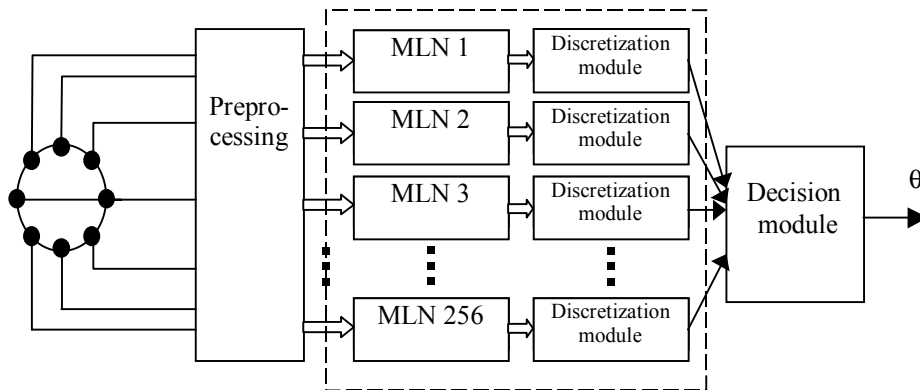 Prepro-
cessing
MLN 1
Discretization
module
MLN 2
Discretization
module
MLN 3
Discretization
module
MLN 256
Discretization
module
Decision
module
θ